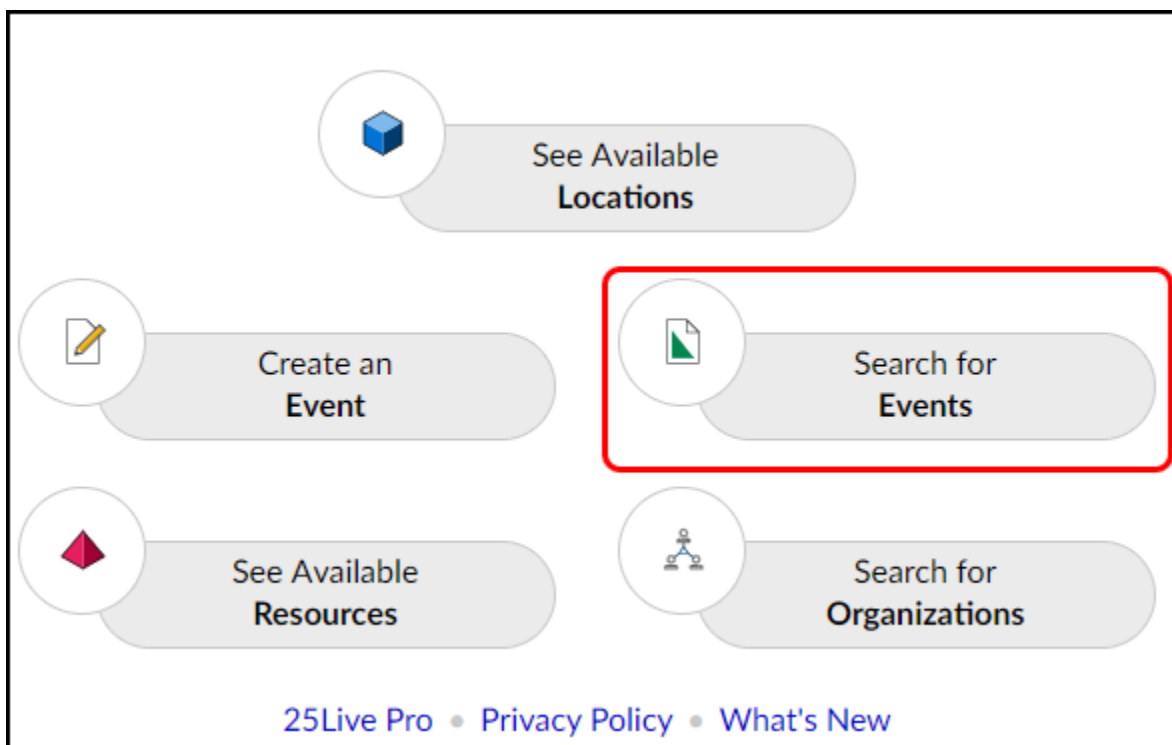 See Available
Locations
Create an
Event
Search for
Events
See Available
Resources
Search for
Organizations
25Live Pro • Privacy Policy • What's New